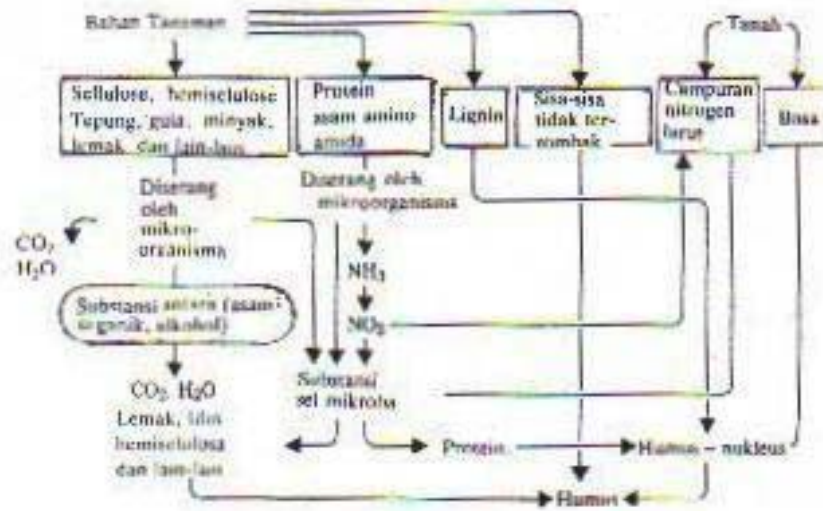 Bahan Tanaman
Tanah
Sellulose, hemiselulose
Tepung, gula, minyak,
lemak dan lain-lain
Protein
asam amino
amida
Lignin
Sisa-sisa
tidak ter-
rombak
Campuran
nitrogen
larut
Basa
Diserang
oleh
mikro-
organisma
Diserang oleh
mikroorganisma
CO₂
H₂O
NH₃
Substansi antara (asam
organik, alkohol)
CO₂ H₂O
Lemak, lilin
hemiselulosa
dan lain-lain
Substansi
sel mikroba
Protein
Humus – nukleus
Humus